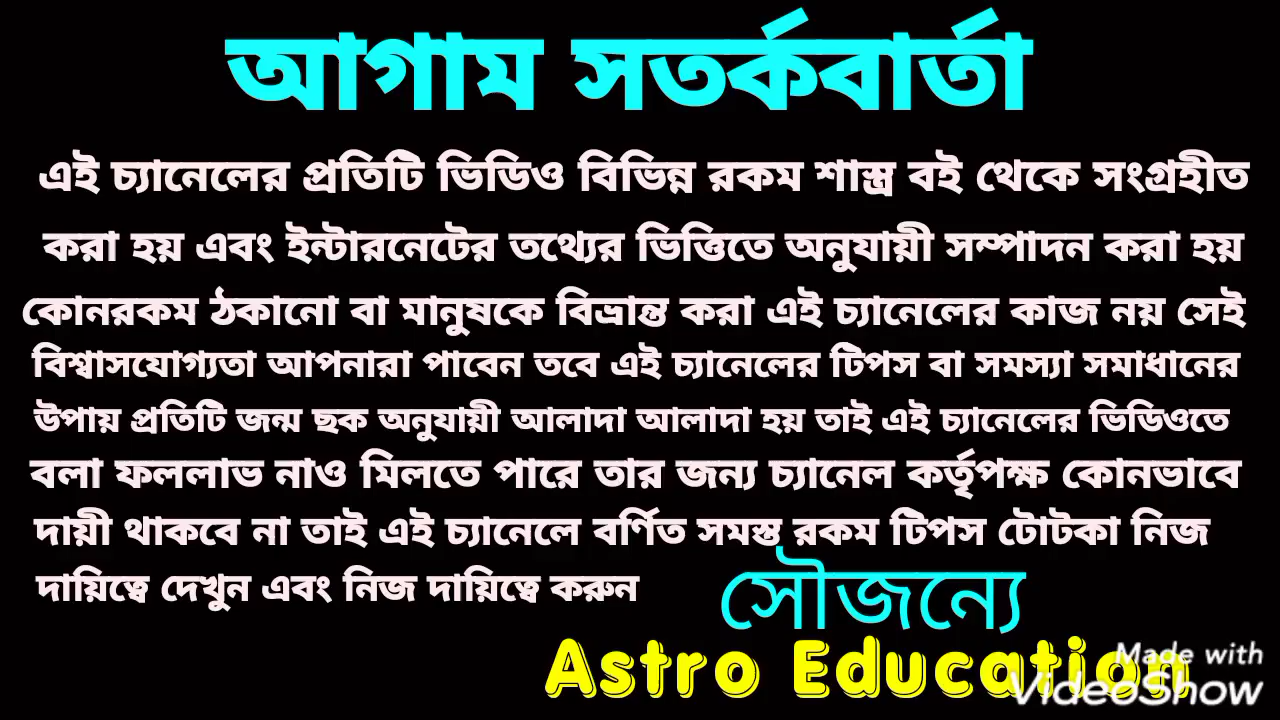 আগাম সতর্কবার্তা
এই চ্যানেলের প্রতিটি ভিডিও বিভিন্ন রকম শাস্ত্র বই থেকে সংগ্রহীত
করা হয় এবং ইন্টারনেটের তথ্যের ভিত্তিতে অনুযায়ী সম্পাদন করা হয়
কোনরকম ঠকানো বা মানুষকে বিভ্রান্ত করা এই চ্যানেলের কাজ নয় সেই
বিশ্বাসযোগ্যতা আপনারা পাবেন তবে এই চ্যানেলের টিপস বা সমস্যা সমাধানের
উপায় প্রতিটি জন্ম ছক অনুযায়ী আলাদা আলাদা হয় তাই এই চ্যানেলের ভিডিওতে
বলা ফললাভ নাও মিলতে পারে তার জন্য চ্যানেল কর্তৃপক্ষ কোনভাবে
দায়ী থাকবে না তাই এই চ্যানেলে বর্ণিত সমস্ত রকম টিপস টোটকা নিজ
দায়িত্বে দেখুন এবং নিজ দায়িত্বে করুন
সৌজন্যে
Astro Education
Made with
VideoShow